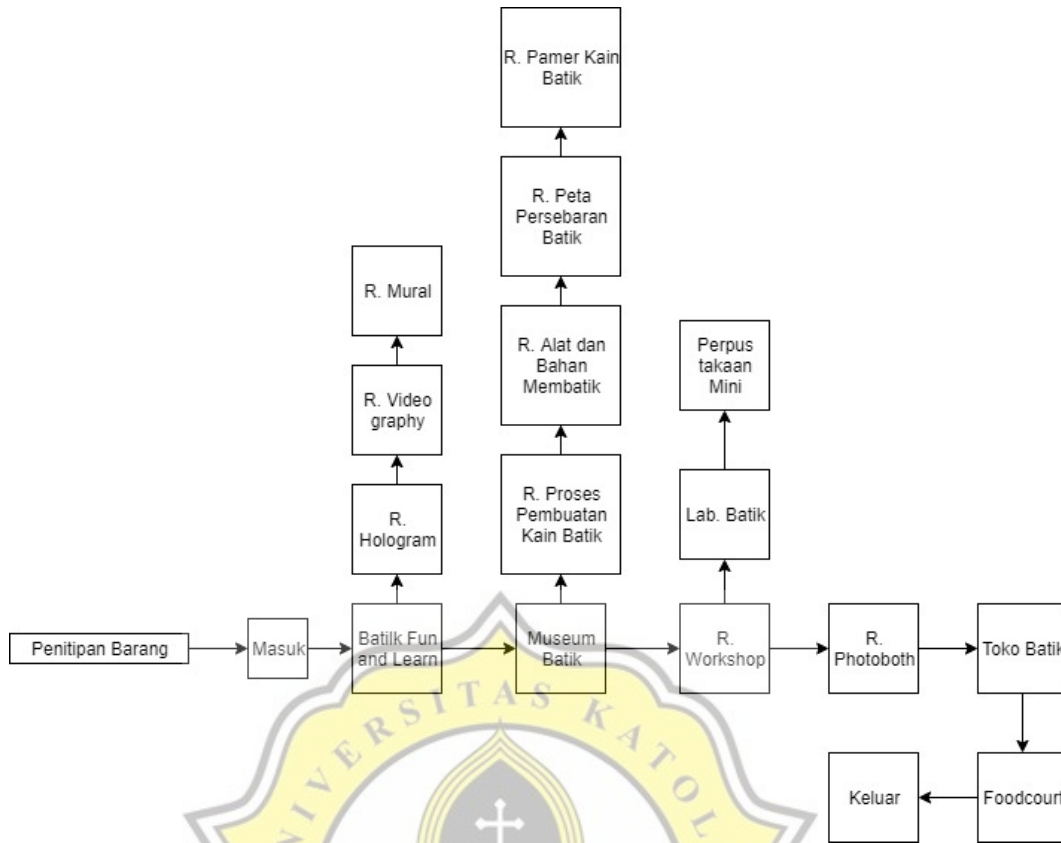 R. Pamer Kain
Batik
R. Peta
Persebaran
Batik
R. Mural
R. Alat dan
Bahan
Membatik
Perpus
takaan
Mini
R. Video
graphy
R. Proses
Pembuatan
Kain Batik
R.
Hologram
Lab. Batik
Penitipan Barang
Masuk
Batilk Fun
and Learn
Museum
Batik
R.
Workshop
R.
Photoboth
Toko Batik
Keluar
Foodcourt
UNIVERSITAS KATOL